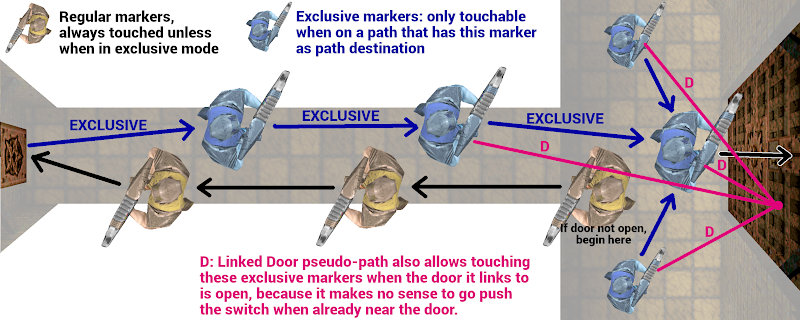 Regular markers,
always touched unless
when in exclusive mode
Exclusive markers: only touchable
when on a path that has this marker
as path destination
EXCLUSIVE
EXCLUSIVE
EXCLUSIVE
D
D
D
D
If door not open,
begin here
D: Linked Door pseudo-path also allows touching
these exclusive markers when the door it links to
is open, because it makes no sense to go push
the switch when already near the door.